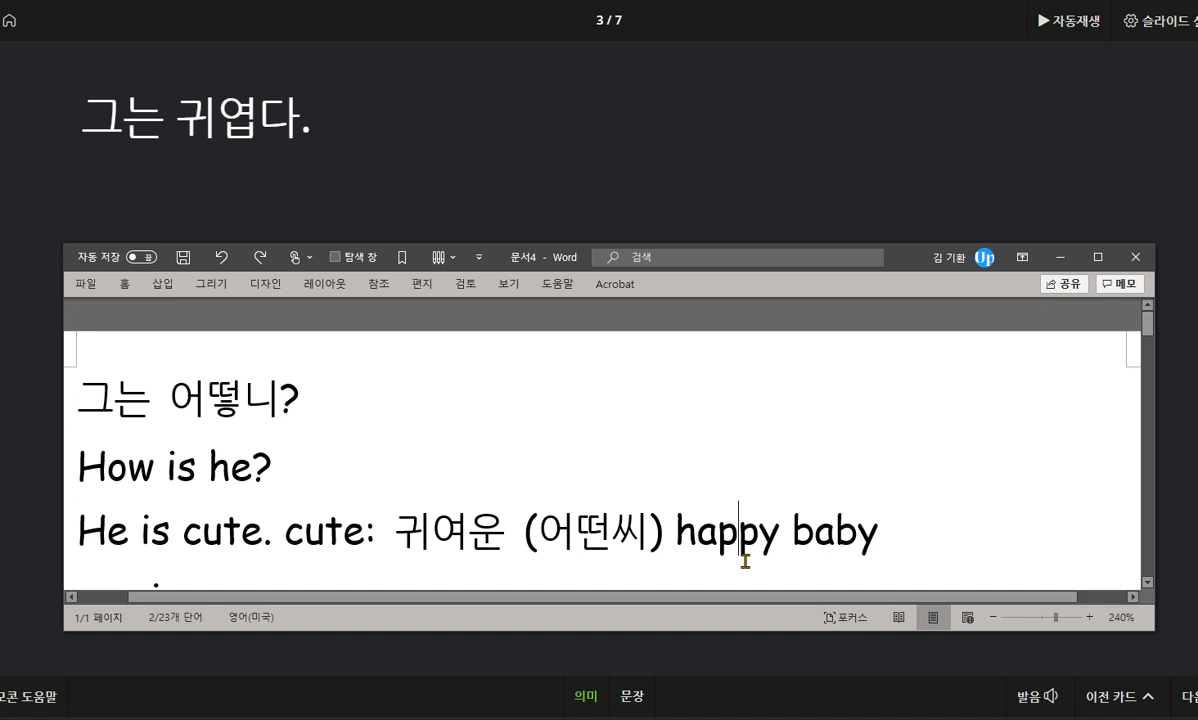 3 / 7
자동재생
슬라이드
그는 귀엽다.
자동 저장 끔
탐색 창
문서4 - Word
검색
김 기환
Up
파일 홈 삽입 그리기 디자인 레이아웃 참조 편지 검토 보기 도움말 Acrobat
공유
메모
그는 어떻니?
How is he?
He is cute. cute: 귀여운 (어떤씨) happy baby
1/1 페이지 2/23개 단어 영어(미국)
포커스
240%
도움말
의미
문장
발음
이전 카드